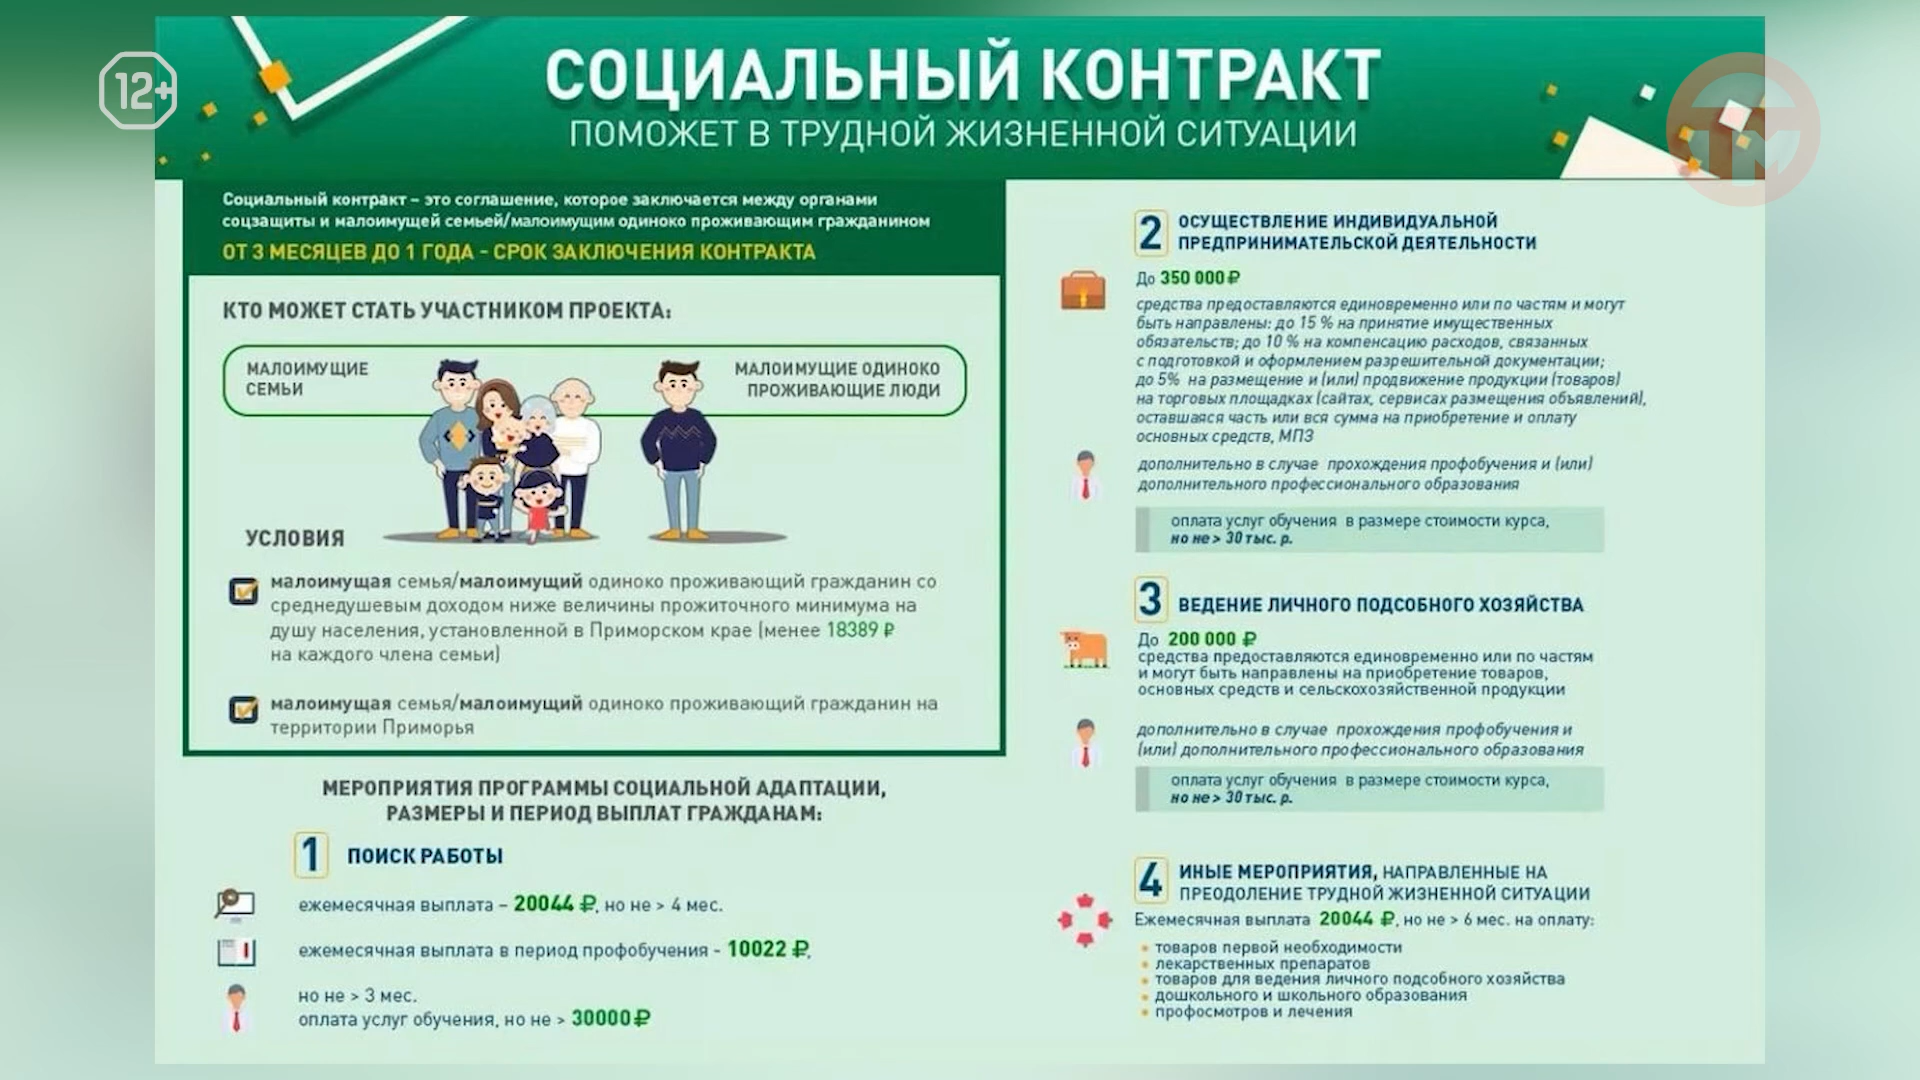 12+
СОЦИАЛЬНЫЙ КОНТРАКТ
ПОМОЖЕТ В ТРУДНОЙ ЖИЗНЕННОЙ СИТУАЦИИ
ТМ
Социальный контракт – это соглашение, которое заключается между органами
соцзащиты и малоимущей семьей/малоимущим одиноко проживающим гражданином
ОТ 3 МЕСЯЦЕВ ДО 1 ГОДА - СРОК ЗАКЛЮЧЕНИЯ КОНТРАКТА
КТО МОЖЕТ СТАТЬ УЧАСТНИКОМ ПРОЕКТА:
МАЛОИМУЩИЕ
СЕМЬИ
МАЛОИМУЩИЕ ОДИНОКО
ПРОЖИВАЮЩИЕ ЛЮДИ
УСЛОВИЯ
малоимущая семья/малоимущий одиноко проживающий гражданин со
среднедушевым доходом ниже величины прожиточного минимума на
душу населения, установленной в Приморском крае (менее 18389 ₽
на каждого члена семьи)
малоимущая семья/малоимущий одиноко проживающий гражданин на
территории Приморья
МЕРОПРИЯТИЯ ПРОГРАММЫ СОЦИАЛЬНОЙ АДАПТАЦИИ,
РАЗМЕРЫ И ПЕРИОД ВЫПЛАТ ГРАЖДАНАМ:
1 ПОИСК РАБОТЫ
ежемесячная выплата – 20044 ₽, но не > 4 мес.
ежемесячная выплата в период профобучения - 10022 ₽,
но не > 3 мес.
оплата услуг обучения, но не > 30000 ₽
2 ОСУЩЕСТВЛЕНИЕ ИНДИВИДУАЛЬНОЙ
ПРЕДПРИНИМАТЕЛЬСКОЙ ДЕЯТЕЛЬНОСТИ
До 350 000 ₽
средства предоставляются единовременно или по частям и могут
быть направлены: до 15 % на принятие имущественных
обязательств; до 10 % на компенсацию расходов, связанных
с подготовкой и оформлением разрешительной документации;
до 5% на размещение и (или) продвижение продукции (товаров)
на торговых площадках (сайтах, сервисах размещения объявлений),
оставшаяся часть или вся сумма на приобретение и оплату
основных средств, МПЗ
дополнительно в случае прохождения профобучения и (или)
дополнительного профессионального образования
оплата услуг обучения в размере стоимости курса,
но не > 30 тыс. р.
3 ВЕДЕНИЕ ЛИЧНОГО ПОДСОБНОГО ХОЗЯЙСТВА
До 200 000 ₽
средства предоставляются единовременно или по частям
и могут быть направлены на приобретение товаров,
основных средств и сельскохозяйственной продукции
дополнительно в случае прохождения профобучения и
(или) дополнительного профессионального образования
оплата услуг обучения в размере стоимости курса,
но не > 30 тыс. р.
4 ИНЫЕ МЕРОПРИЯТИЯ, НАПРАВЛЕННЫЕ НА
ПРЕОДОЛЕНИЕ ТРУДНОЙ ЖИЗНЕННОЙ СИТУАЦИИ
Ежемесячная выплата 20044 ₽, но не > 6 мес. на оплату:
• товаров первой необходимости
• лекарственных препаратов
• товаров для ведения личного подсобного хозяйства
• дошкольного и школьного образования
• профосмотров и лечения